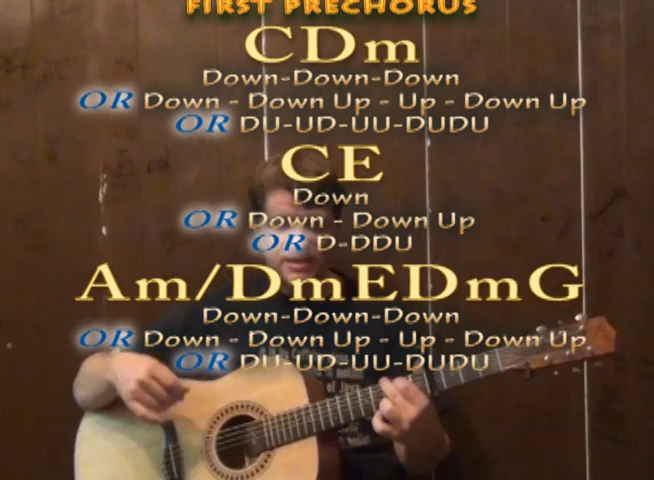 FIRST PRECHORUS
CDm
Down-Down-Down
OR Down - Down Up - Up - Down Up
OR DU-UD-UU-DUDU
CE
Down
OR Down - Down Up
OR D-DDU
Am/DmEDmG
Down-Down-Down
OR Down - Down Up - Up - Down Up
OR DU-UD-UU-DUDU